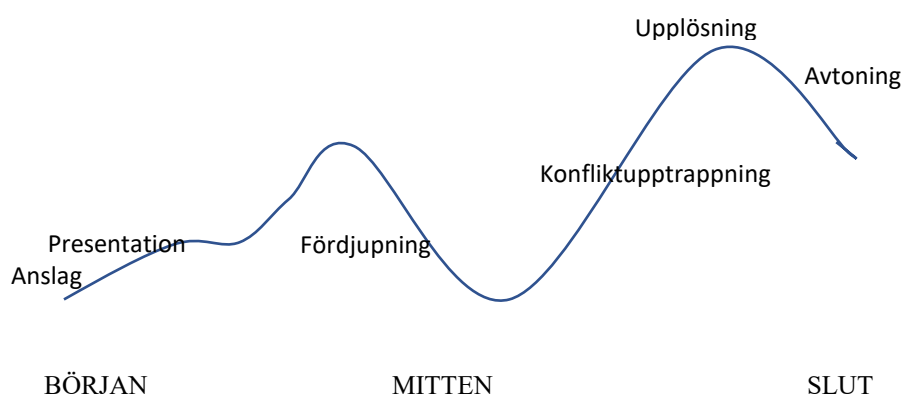 Upplösning
Avtoning
Konfliktupptrappning
Presentation
Fördjupning
Anslag
BÖRJAN
MITTEN
SLUT